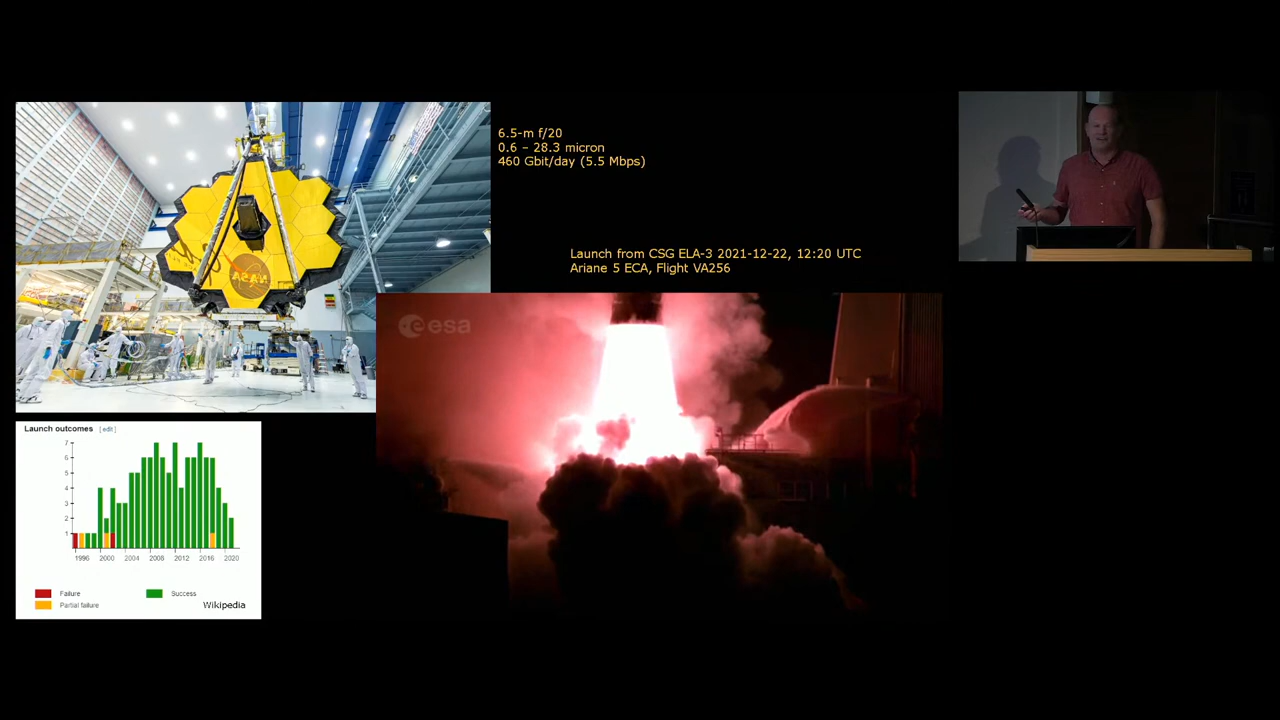 6.5-m f/20
0.6 – 28.3 micron
460 Gbit/day (5.5 Mbps)
Launch from CSG ELA-3 2021-12-22, 12:20 UTC
Ariane 5 ECA, Flight VA256
NASA
esa
Launch outcomes [edit]
7
6
5
4
3
2
1
1996 2000 2004 2008 2012 2016 2020
Failure Success
Partial failure
Wikipedia